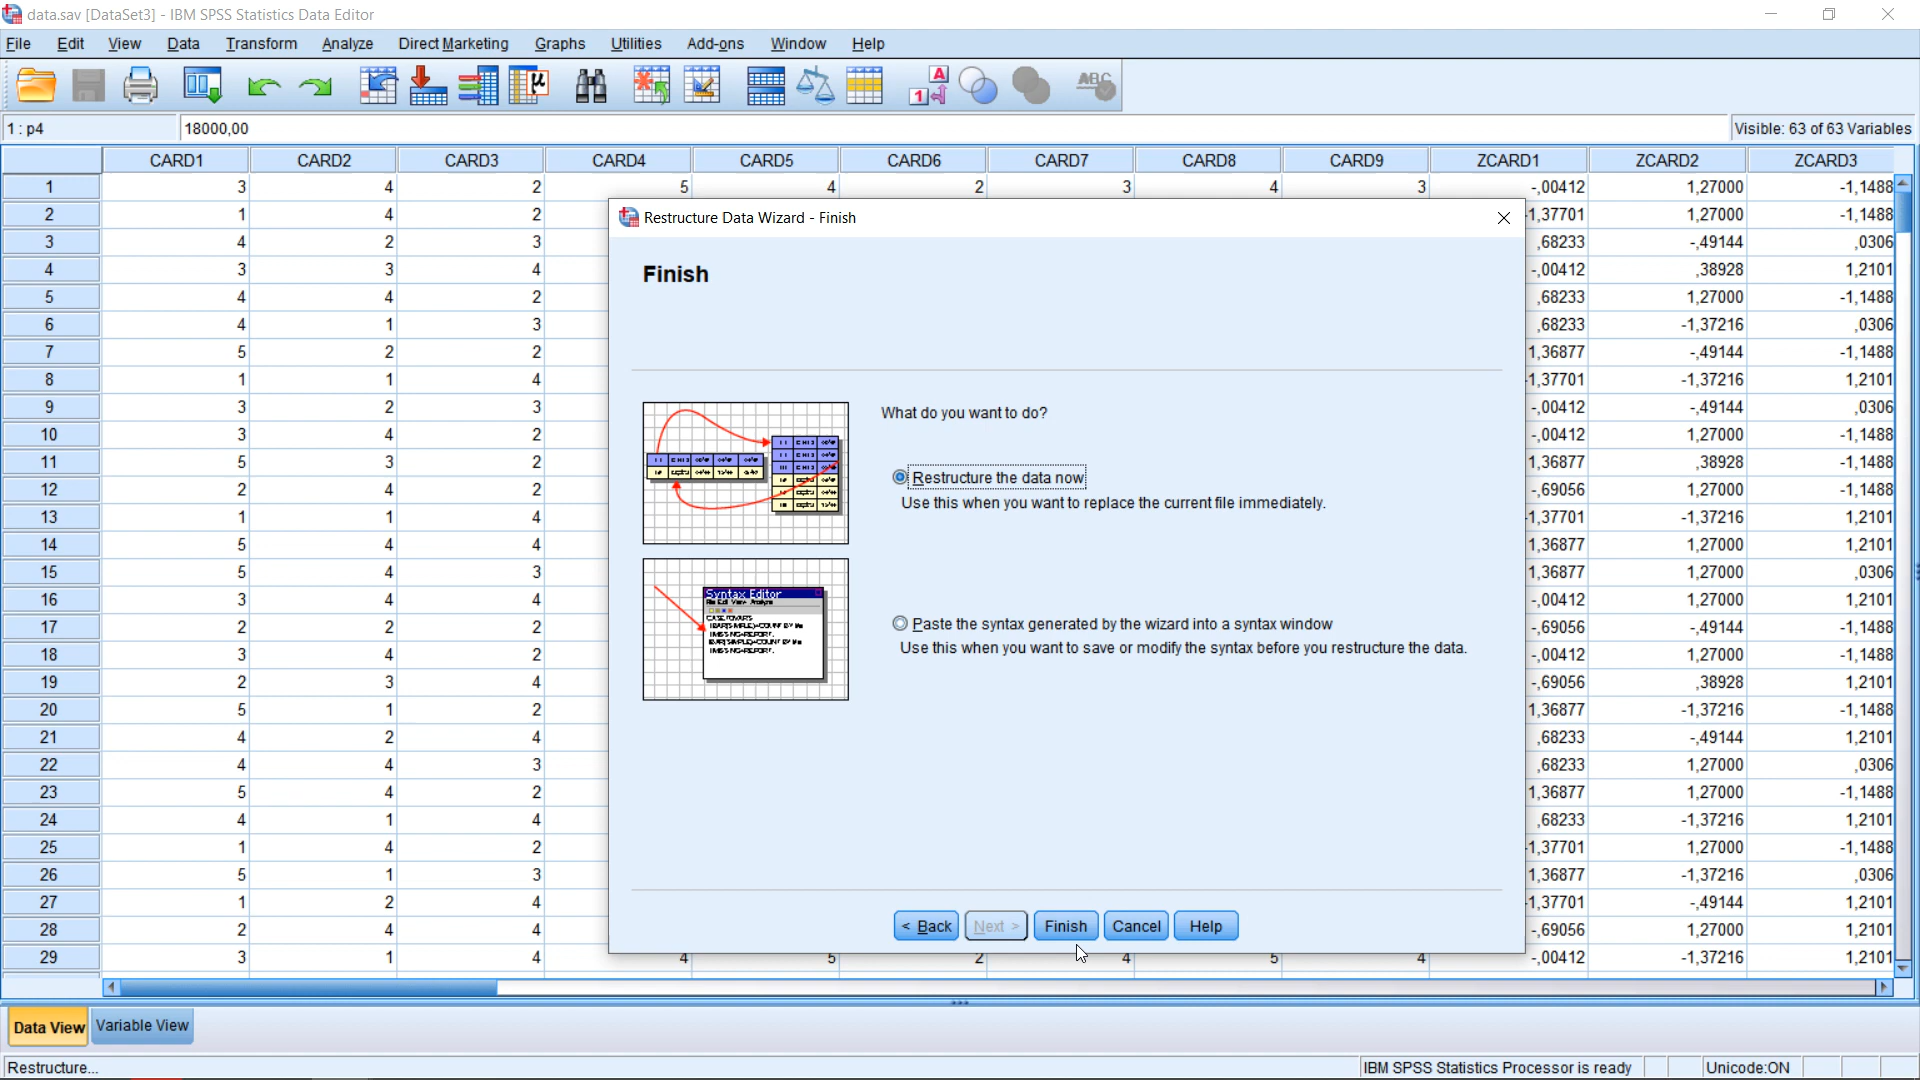 data.sav [DataSet3] - IBM SPSS Statistics Data Editor
File Edit View Data Transform Analyze Direct Marketing Graphs Utilities Add-ons Window Help
1 : p4 18000,00 Visible: 63 of 63 Variables
CARD1 CARD2 CARD3 CARD4 CARD5 CARD6 CARD7 CARD8 CARD9 ZCARD1 ZCARD2 ZCARD3
1 3 4 2 5 4 2 3 4 3 -,00412 1,27000 -1,1488
2 1 4 2 1,37701 1,27000 -1,1488
3 4 2 3 ,68233 -,49144 ,0306
4 3 3 4 -,00412 ,38928 1,2101
5 4 4 2 ,68233 1,27000 -1,1488
6 4 1 3 ,68233 -1,37216 ,0306
7 5 2 2 1,36877 -,49144 -1,1488
8 1 1 4 1,37701 -1,37216 1,2101
9 3 2 3 -,00412 -,49144 ,0306
10 3 4 2 -,00412 1,27000 -1,1488
11 5 3 2 1,36877 ,38928 -1,1488
12 2 4 2 -,69056 1,27000 -1,1488
13 1 1 4 1,37701 -1,37216 1,2101
14 5 4 4 1,36877 1,27000 1,2101
15 5 4 3 1,36877 1,27000 ,0306
16 3 4 4 -,00412 1,27000 1,2101
17 2 2 2 -,69056 -,49144 -1,1488
18 3 4 2 -,00412 1,27000 -1,1488
19 2 3 4 -,69056 ,38928 1,2101
20 5 1 2 1,36877 -1,37216 -1,1488
21 4 2 4 ,68233 -,49144 1,2101
22 4 4 3 ,68233 1,27000 ,0306
23 5 4 2 1,36877 1,27000 -1,1488
24 4 1 4 ,68233 -1,37216 1,2101
25 1 4 2 1,37701 1,27000 -1,1488
26 5 1 3 1,36877 -1,37216 ,0306
27 1 2 4 1,37701 -,49144 1,2101
28 2 4 4 -,69056 1,27000 1,2101
29 3 1 4 4 5 2 4 5 4 -,00412 -1,37216 1,2101
Restructure Data Wizard - Finish
Finish
What do you want to do?
Restructure the data now
Use this when you want to replace the current file immediately.
Syntax Editor
Paste the syntax generated by the wizard into a syntax window
Use this when you want to save or modify the syntax before you restructure the data.
< Back Next > Finish Cancel Help
Data View Variable View
Restructure... IBM SPSS Statistics Processor is ready Unicode:ON